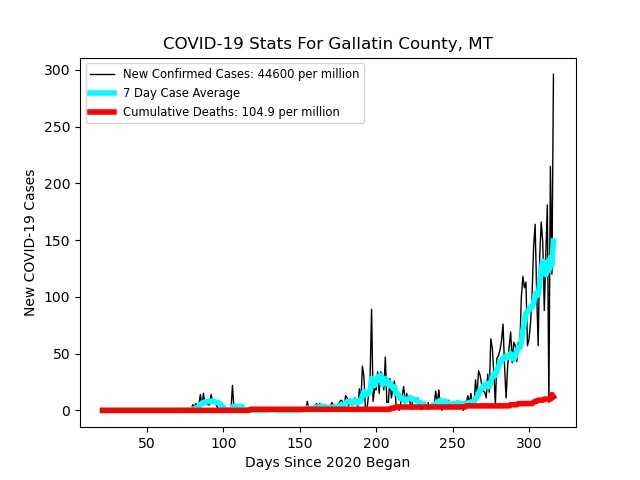 COVID-19 Stats For Gallatin County, MT
New Confirmed Cases: 44600 per million
7 Day Case Average
Cumulative Deaths: 104.9 per million
New COVID-19 Cases
300
250
200
150
100
50
0
50 100 150 200 250 300
Days Since 2020 Began